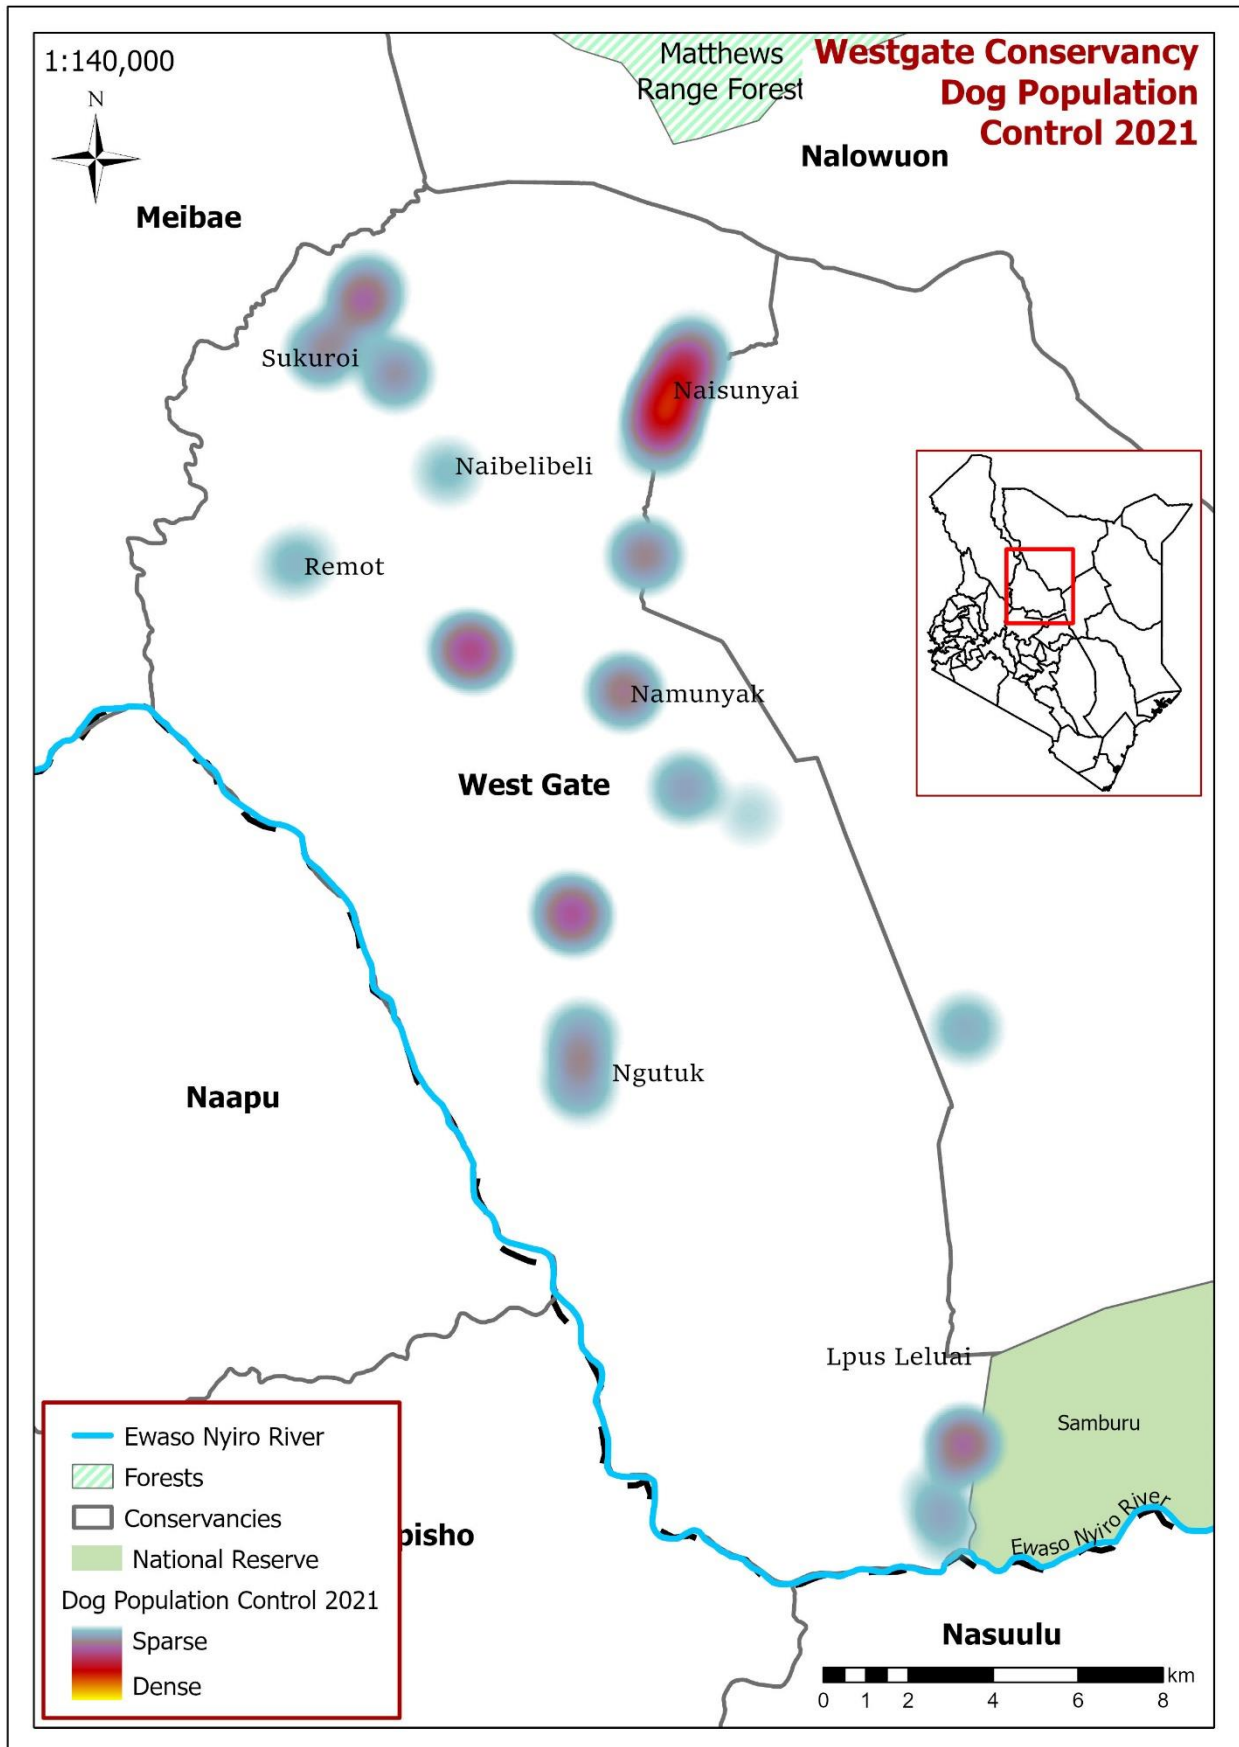 1:140,000
N
Matthews
Range Forest
Westgate Conservancy
Dog Population
Control 2021
Nalowuon
Meibae
Sukuroi
Naisunyai
Naibelibeli
Remot
Namunyak
West Gate
Naapu
Ngutuk
Lpus Leluai
Samburu
Ewaso Nyiro River
Nasuulu
pisho
Ewaso Nyiro River
Forests
Conservancies
National Reserve
Dog Population Control 2021
Sparse
Dense
km
0 1 2 4 6 8